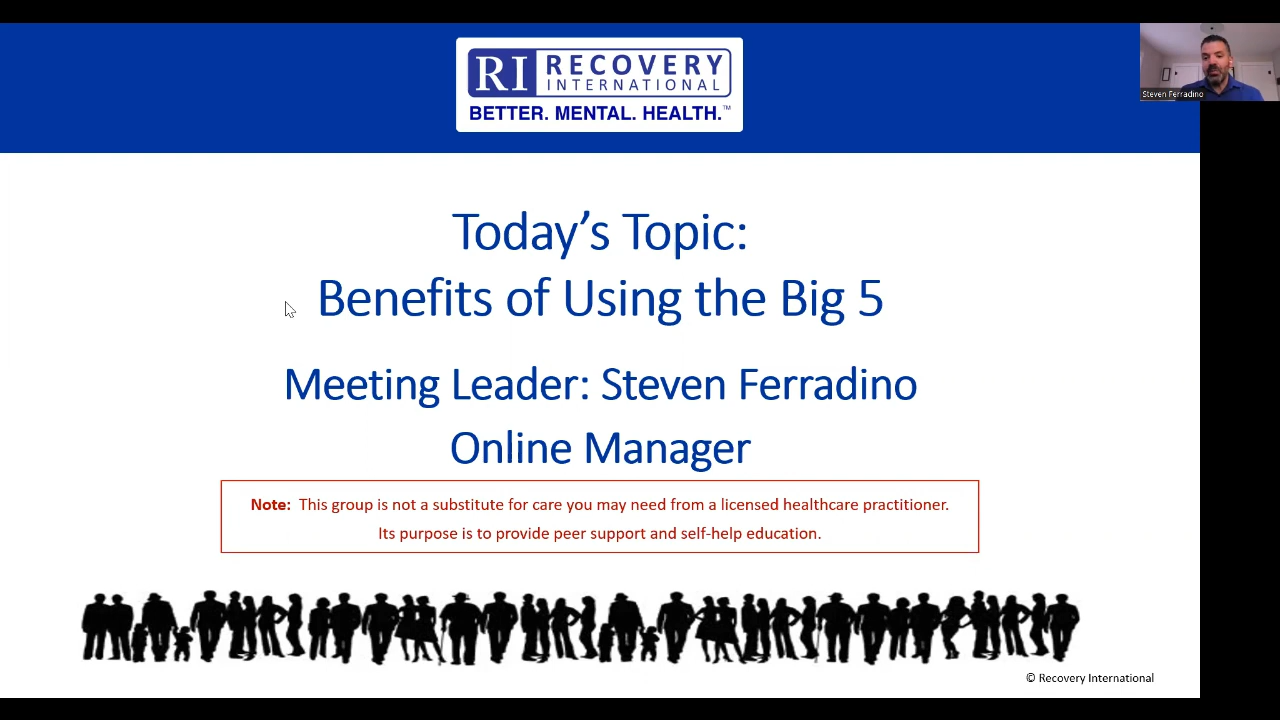 RI RECOVERY
INTERNATIONAL
BETTER. MENTAL. HEALTH.™
Steven Ferradino
Today’s Topic:
Benefits of Using the Big 5
Meeting Leader: Steven Ferradino
Online Manager
Note: This group is not a substitute for care you may need from a licensed healthcare practitioner.
Its purpose is to provide peer support and self-help education.
© Recovery International